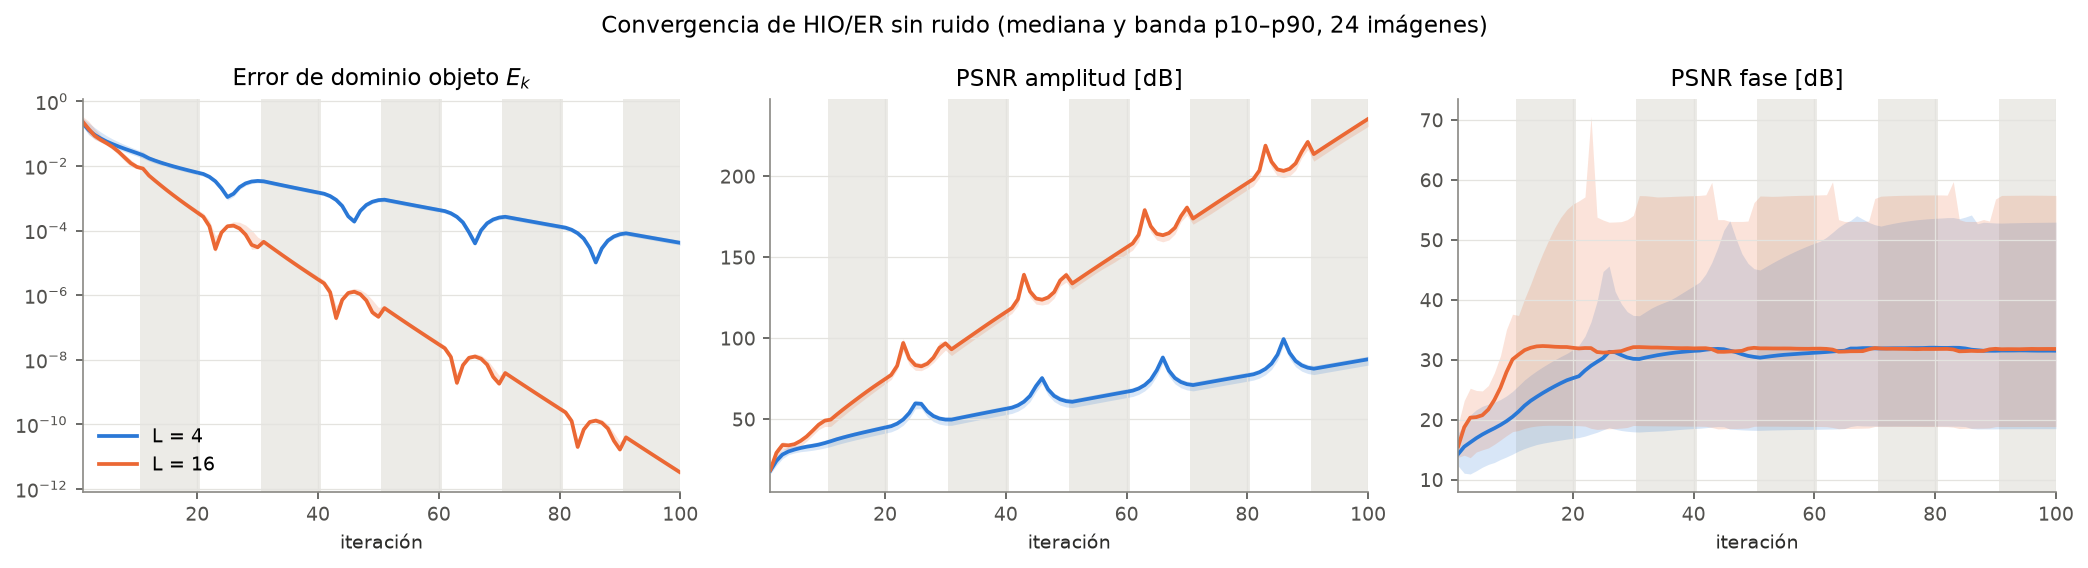 Convergencia de HIO/ER sin ruido (mediana y banda p10–p90, 24 imágenes)
Error de dominio objeto E_k
10^0
10^−2
10^−4
10^−6
10^−8
10^−10
10^−12
L = 4
L = 16
20 40 60 80 100
iteración
PSNR amplitud [dB]
200
150
100
50
20 40 60 80 100
iteración
PSNR fase [dB]
70
60
50
40
30
20
10
20 40 60 80 100
iteración